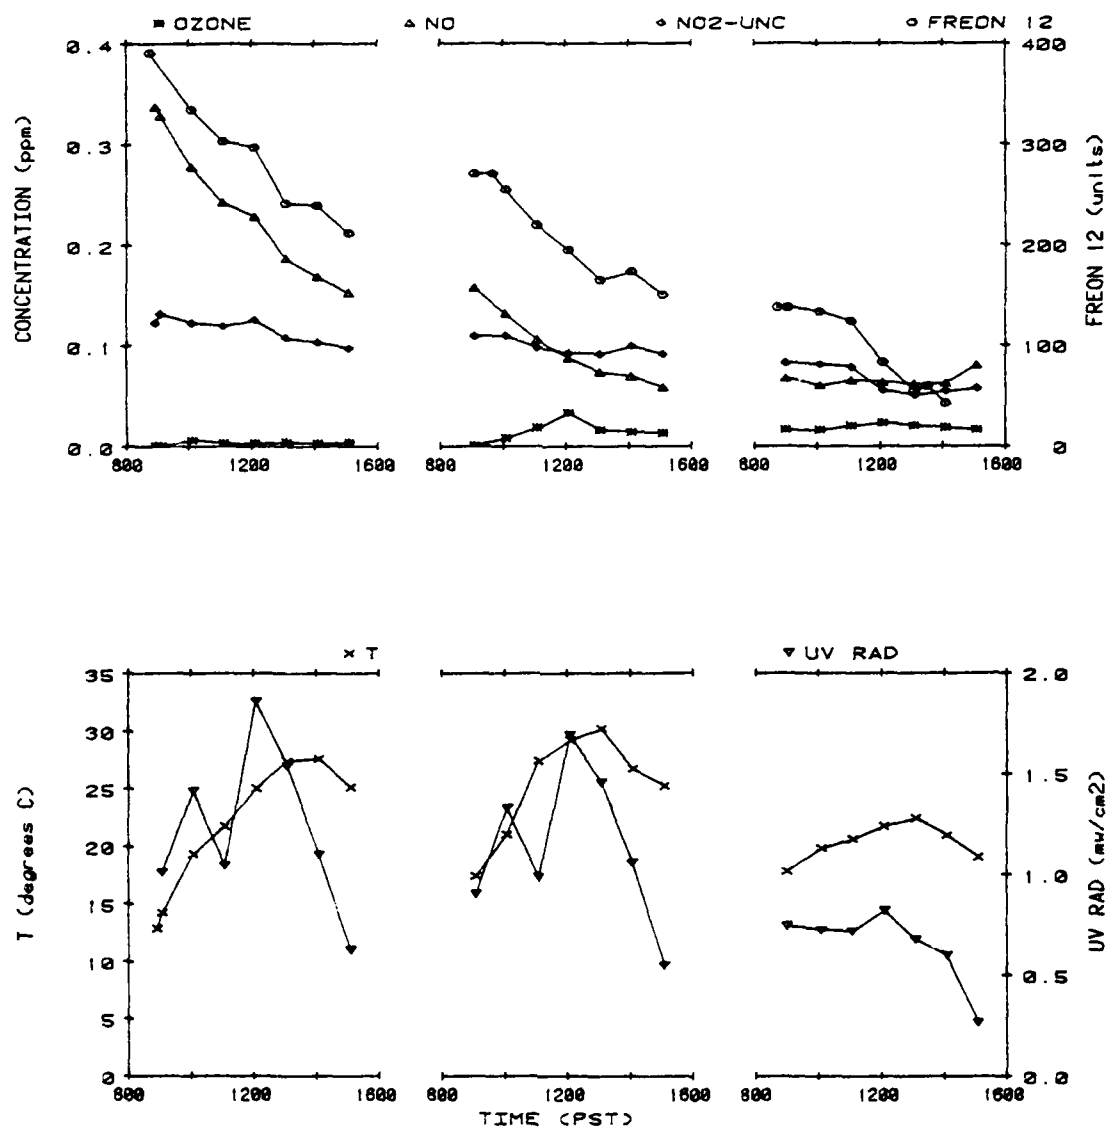 OZONE NO NO2-UNC FREON 12
0.4 400
0.3 300
0.2 200
0.1 100
0.0 0
CONCENTRATION (ppm)
FREON 12 (units)
800 1200 1600 800 1200 1600 800 1200 1600
T UV RAD
35 2.0
30
25 1.5
20
15 1.0
10 0.5
5
0 0.0
T (degrees C)
UV RAD (mw/cm2)
800 1200 1600 800 1200 1600 800 1200 1600
TIME (PST)